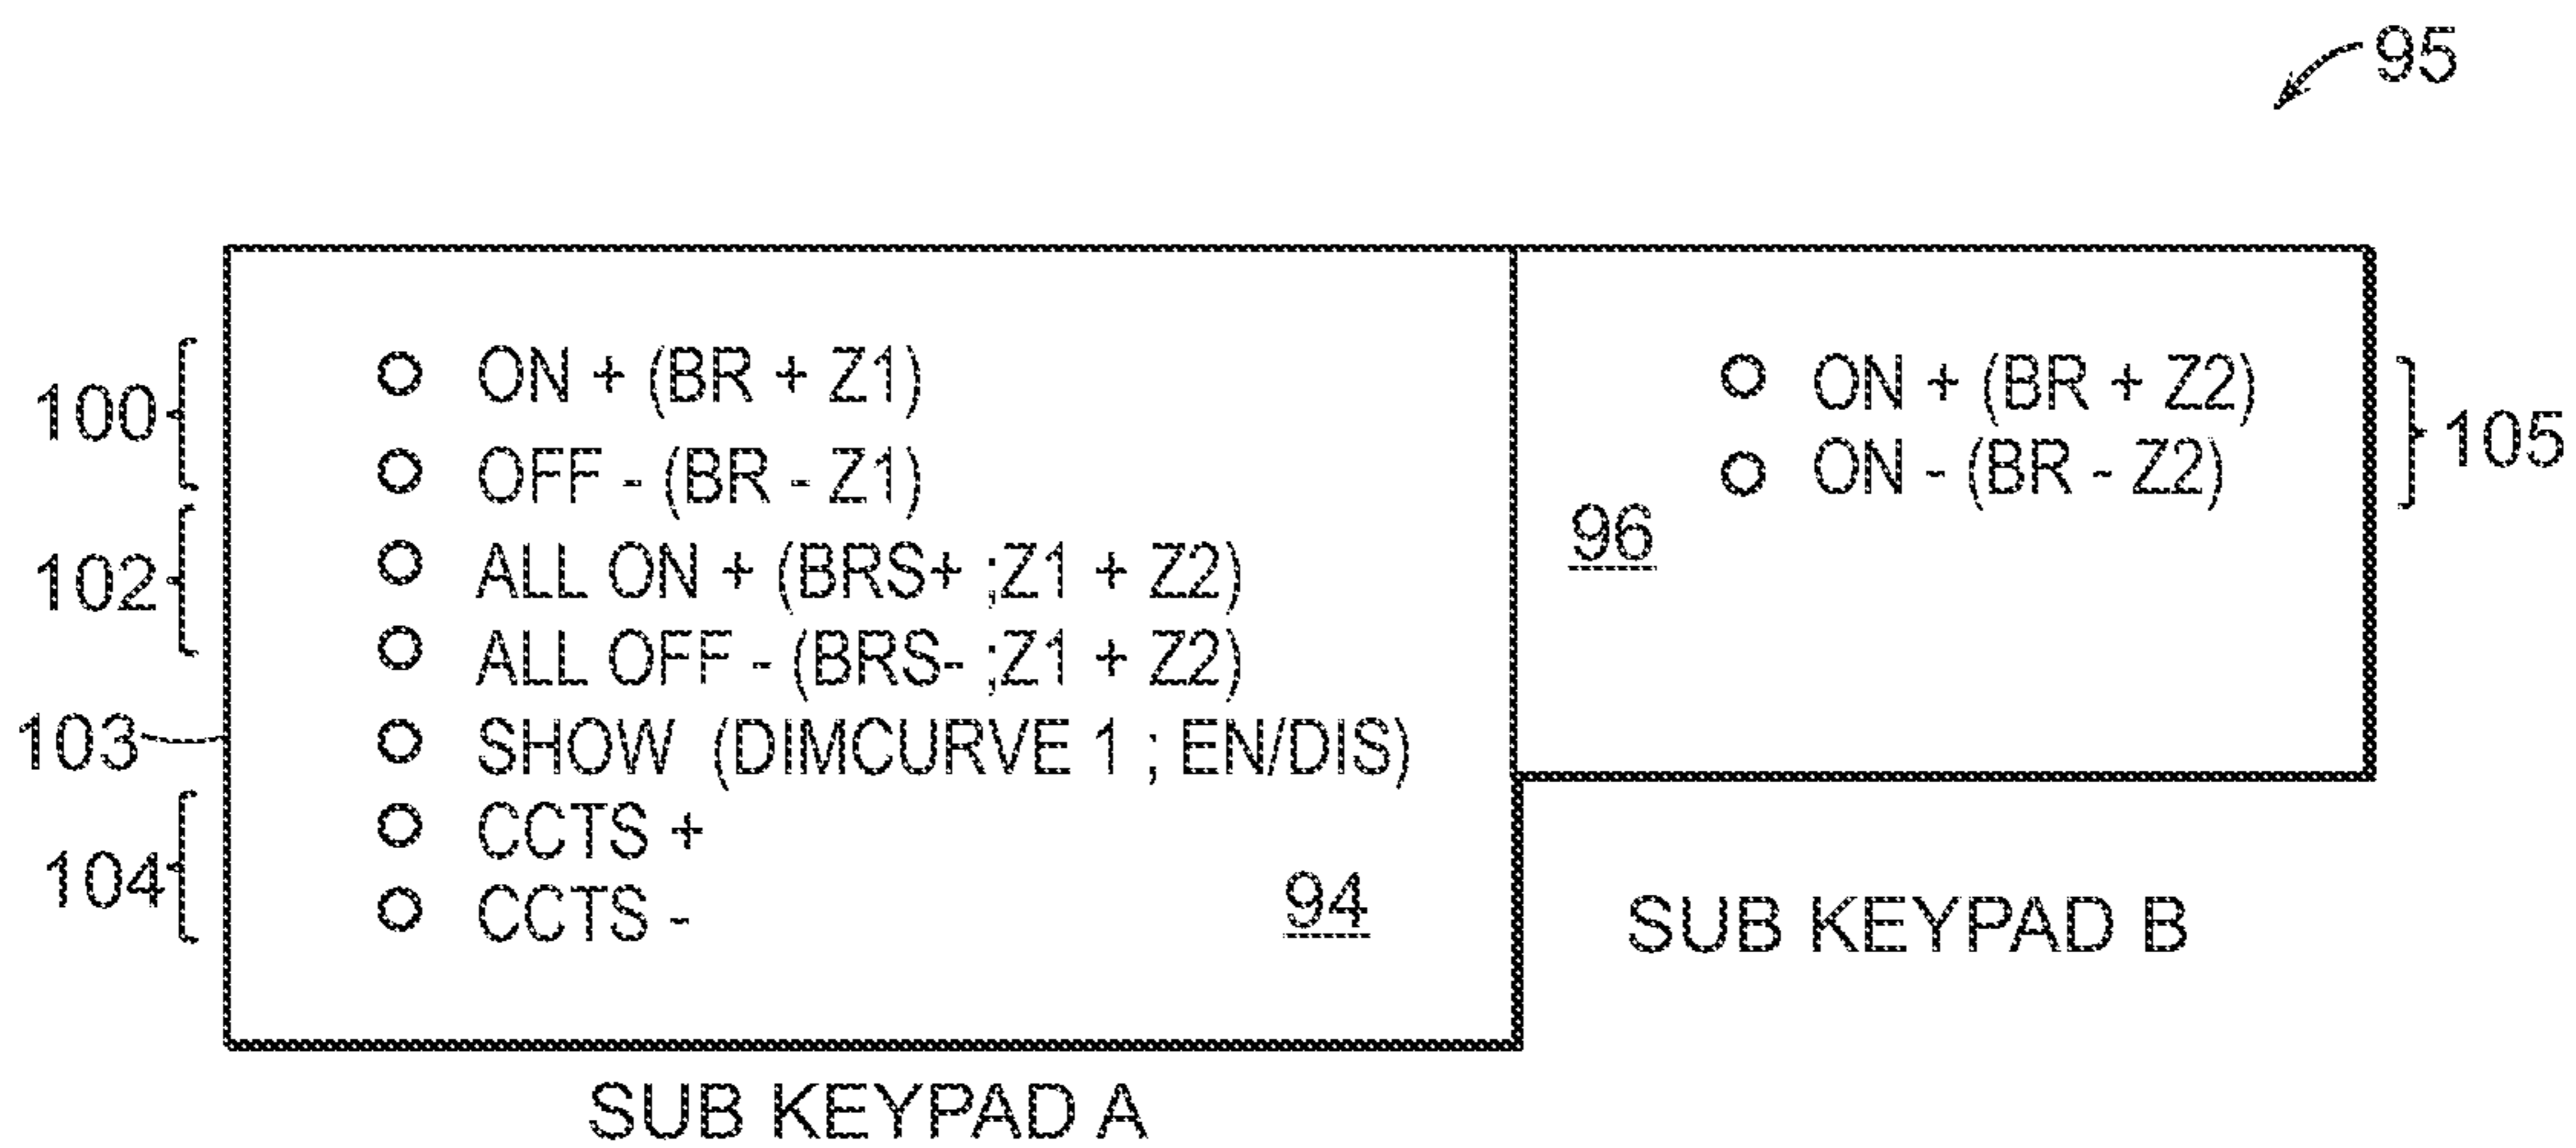 95
100
ON + (BR + Z1)
OFF - (BR - Z1)
102
ALL ON + (BRS+ ;Z1 + Z2)
ALL OFF - (BRS- ;Z1 + Z2)
103
SHOW (DIMCURVE 1 ; EN/DIS)
104
CCTS +
CCTS -
94
SUB KEYPAD A
ON + (BR + Z2)
ON - (BR - Z2)
105
96
SUB KEYPAD B